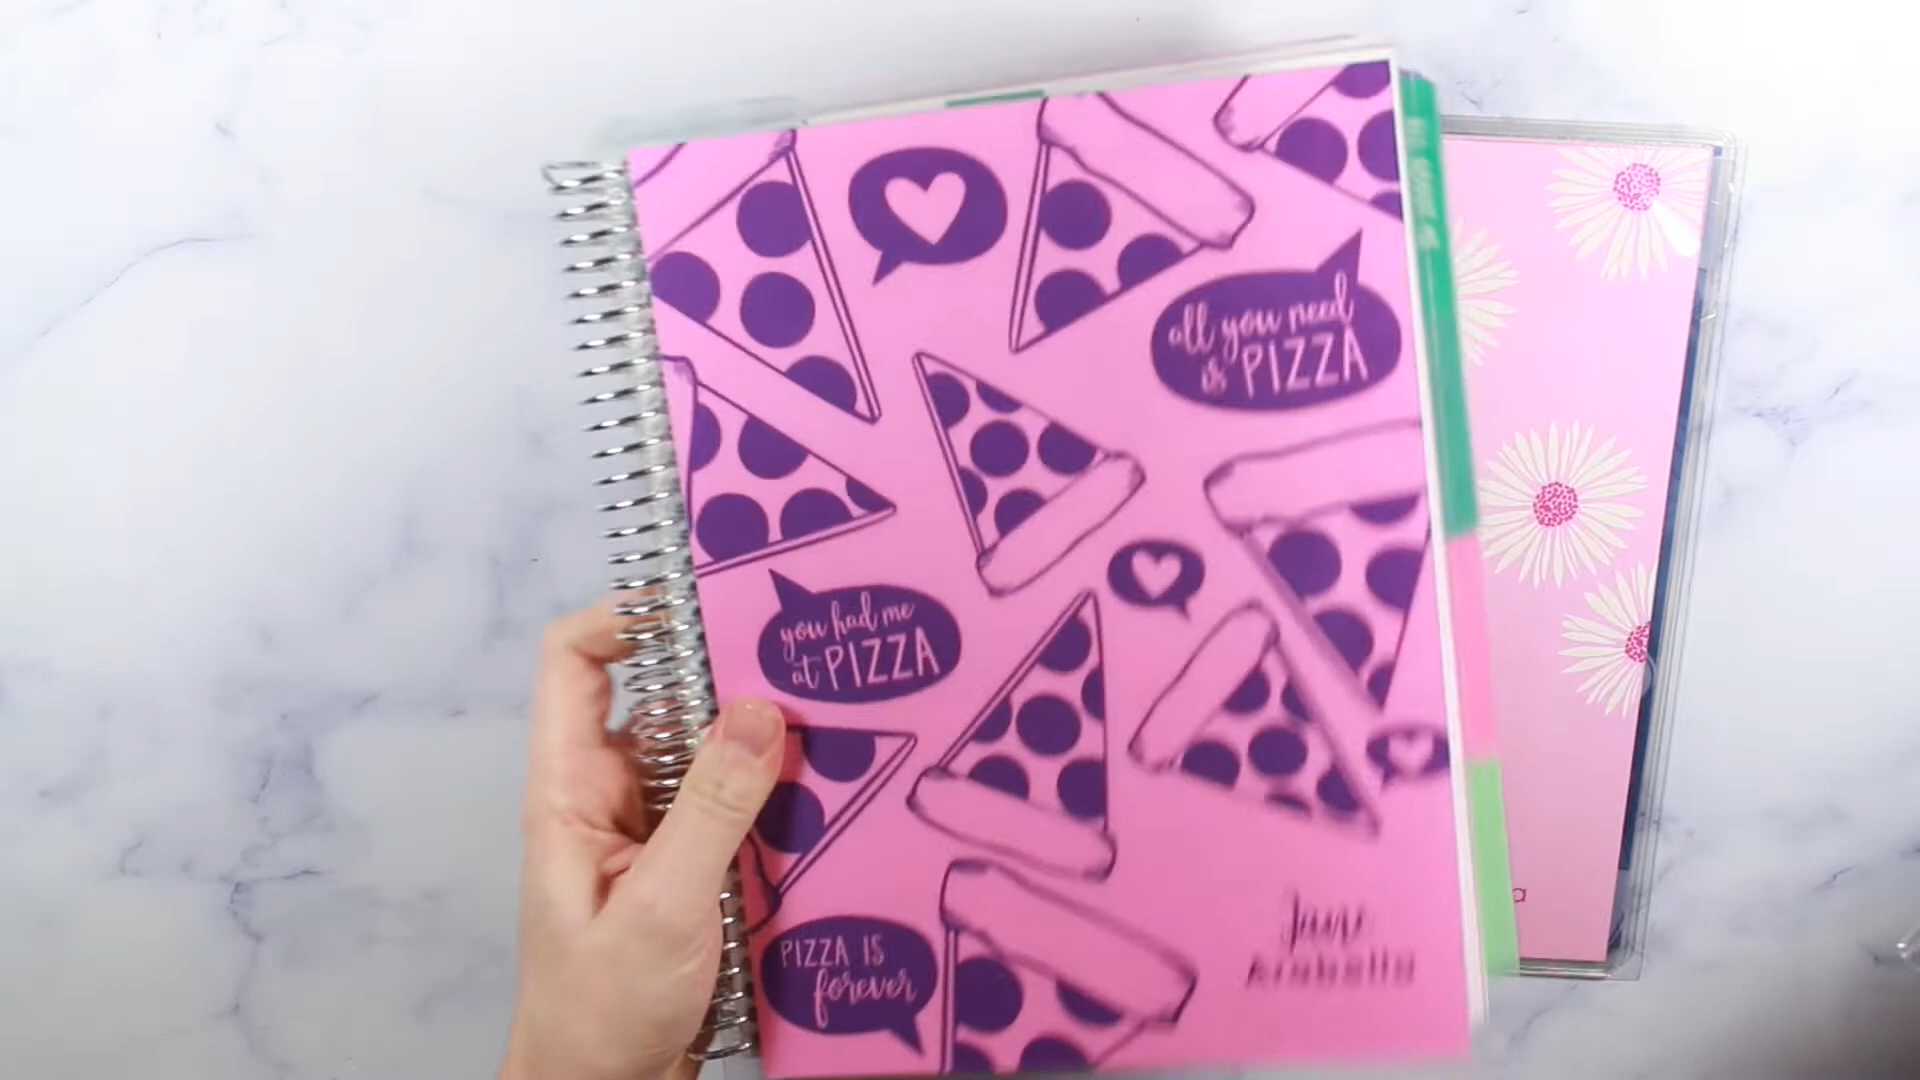 all you need
is PIZZA
you had me
at PIZZA
PIZZA IS
forever